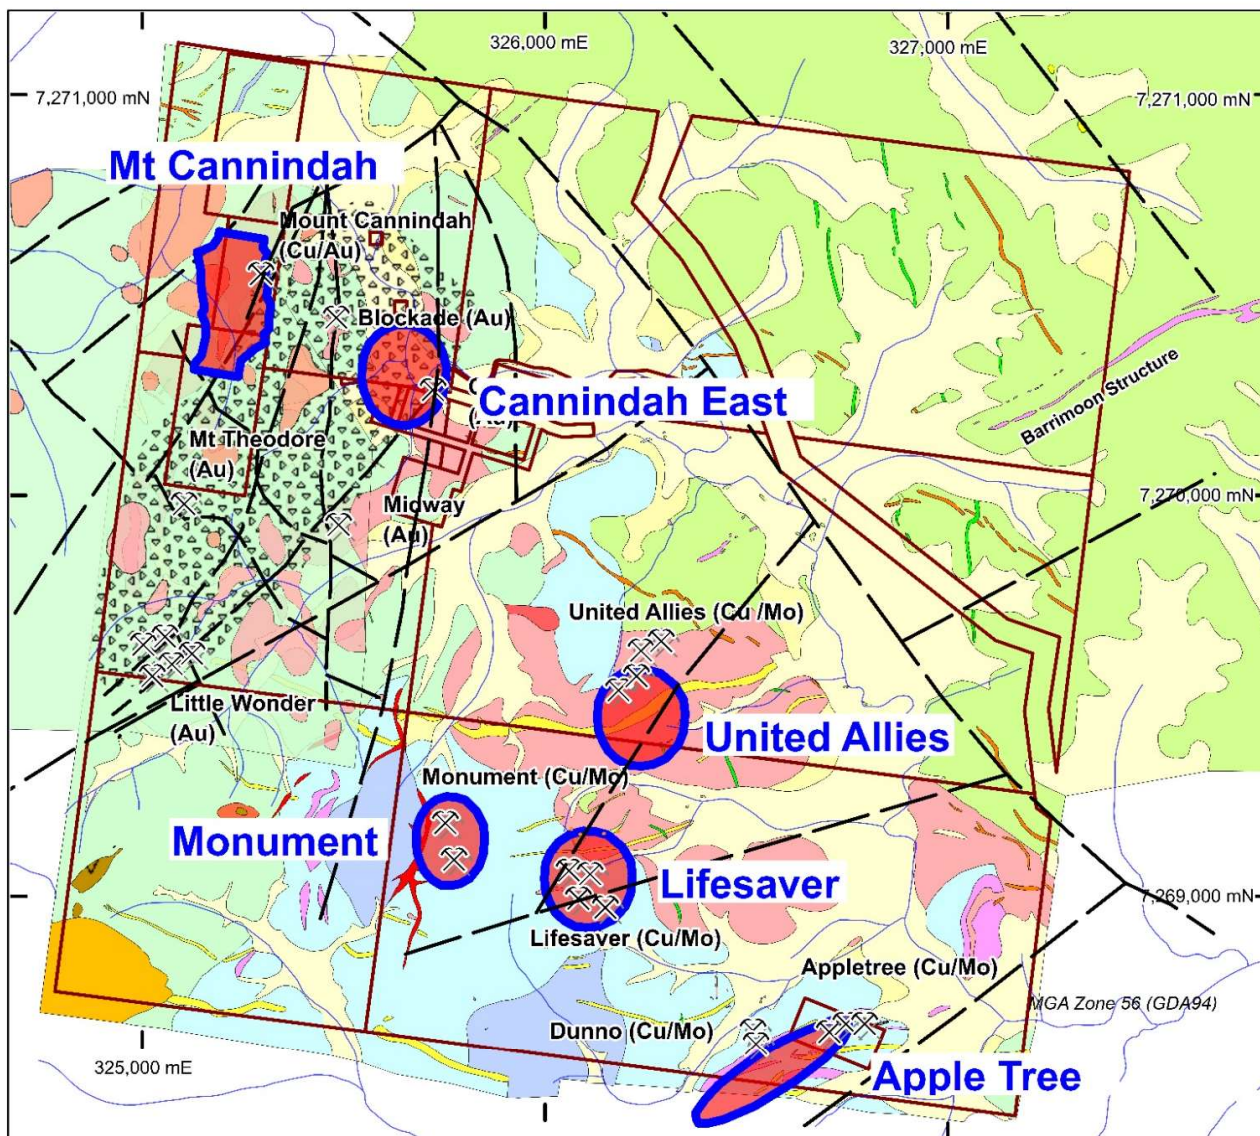 326,000 mE
327,000 mE
7,271,000 mN
7,271,000 mN
Mt Cannindah
Mount Cannindah
(Cu/Au)
Blockade (Au)
Barrimoon Structure
Cannindah East
(Au)
Mt Theodore
(Au)
Midway
(Au)
7,270,000 mN
United Allies (Cu /Mo)
Little Wonder
(Au)
United Allies
Monument (Cu/Mo)
Monument
Lifesaver
7,269,000 mN
Lifesaver (Cu/Mo)
Appletree (Cu/Mo)
MGA Zone 56 (GDA94)
Dunno (Cu/Mo)
325,000 mE
Apple Tree